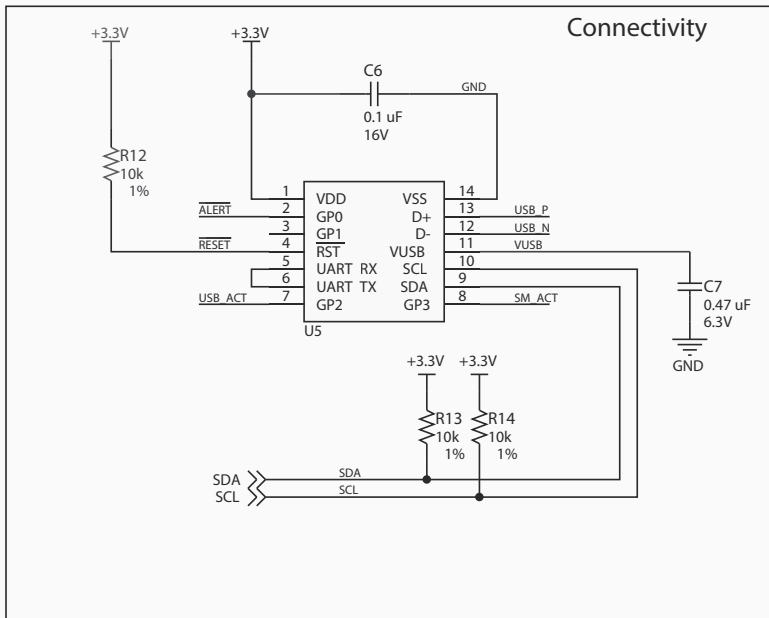 Connectivity
+3.3V
+3.3V
C6
0.1 uF
16V
GND
R12
10k
1%
ALERT
RESET
USB_ACT
1
2
3
4
5
6
7
VDD
GP0
GP1
RST
UART RX
UART TX
GP2
VSS
D+
D-
VUSB
SCL
SDA
GP3
14
13
12
11
10
9
8
U5
USB_P
USB_N
VUSB
SM_ACT
C7
0.47 uF
6.3V
GND
+3.3V
+3.3V
R13
10k
1%
R14
10k
1%
SDA
SCL
SDA
SCL